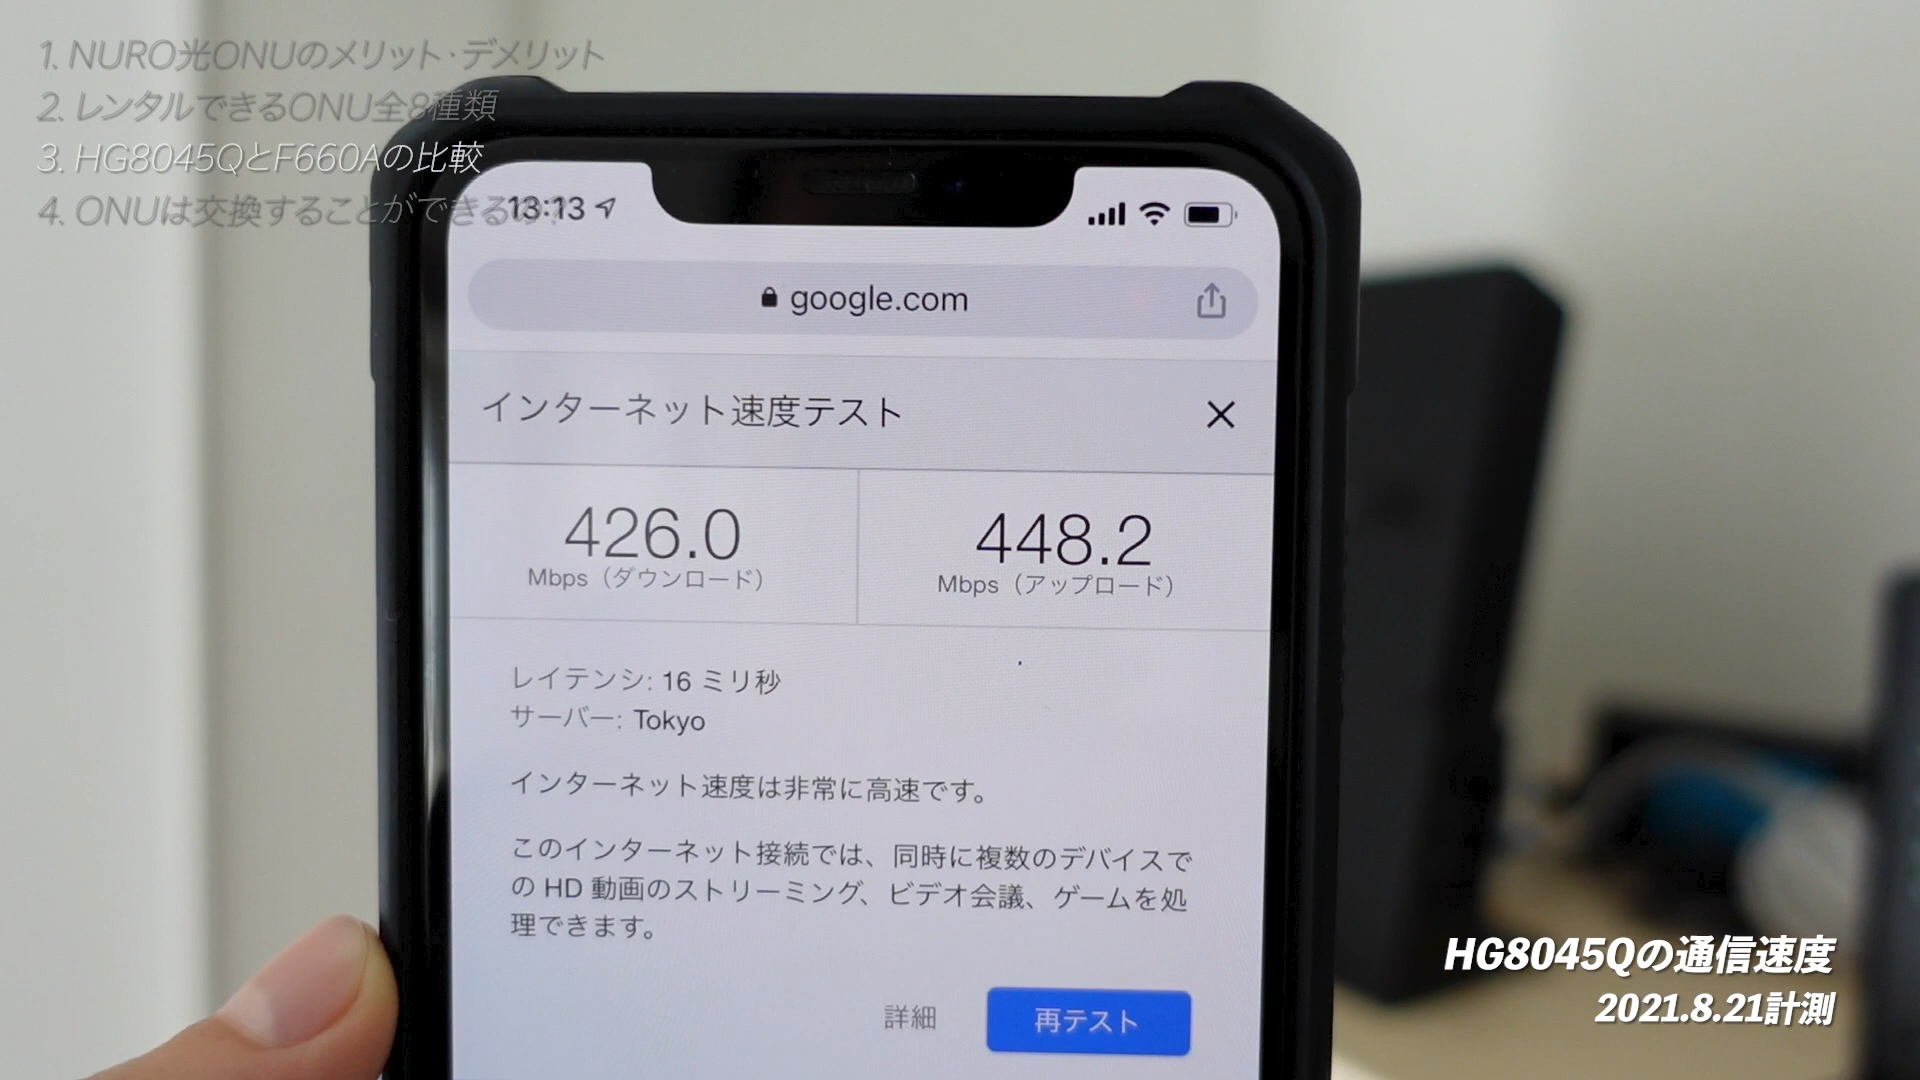 1. NURO光ONUのメリット・デメリット
2. レンタルできるONU全8種類
3. HG8045QとF660Aの比較
4. ONUは交換することができるの?
13:13
google.com
インターネット速度テスト
426.0
Mbps（ダウンロード）
448.2
Mbps（アップロード）
レイテンシ: 16 ミリ秒
サーバー: Tokyo
インターネット速度は非常に高速です。
このインターネット接続では、同時に複数のデバイスで
の HD 動画のストリーミング、ビデオ会議、ゲームを処
理できます。
詳細
再テスト
HG8045Qの通信速度
2021.8.21計測